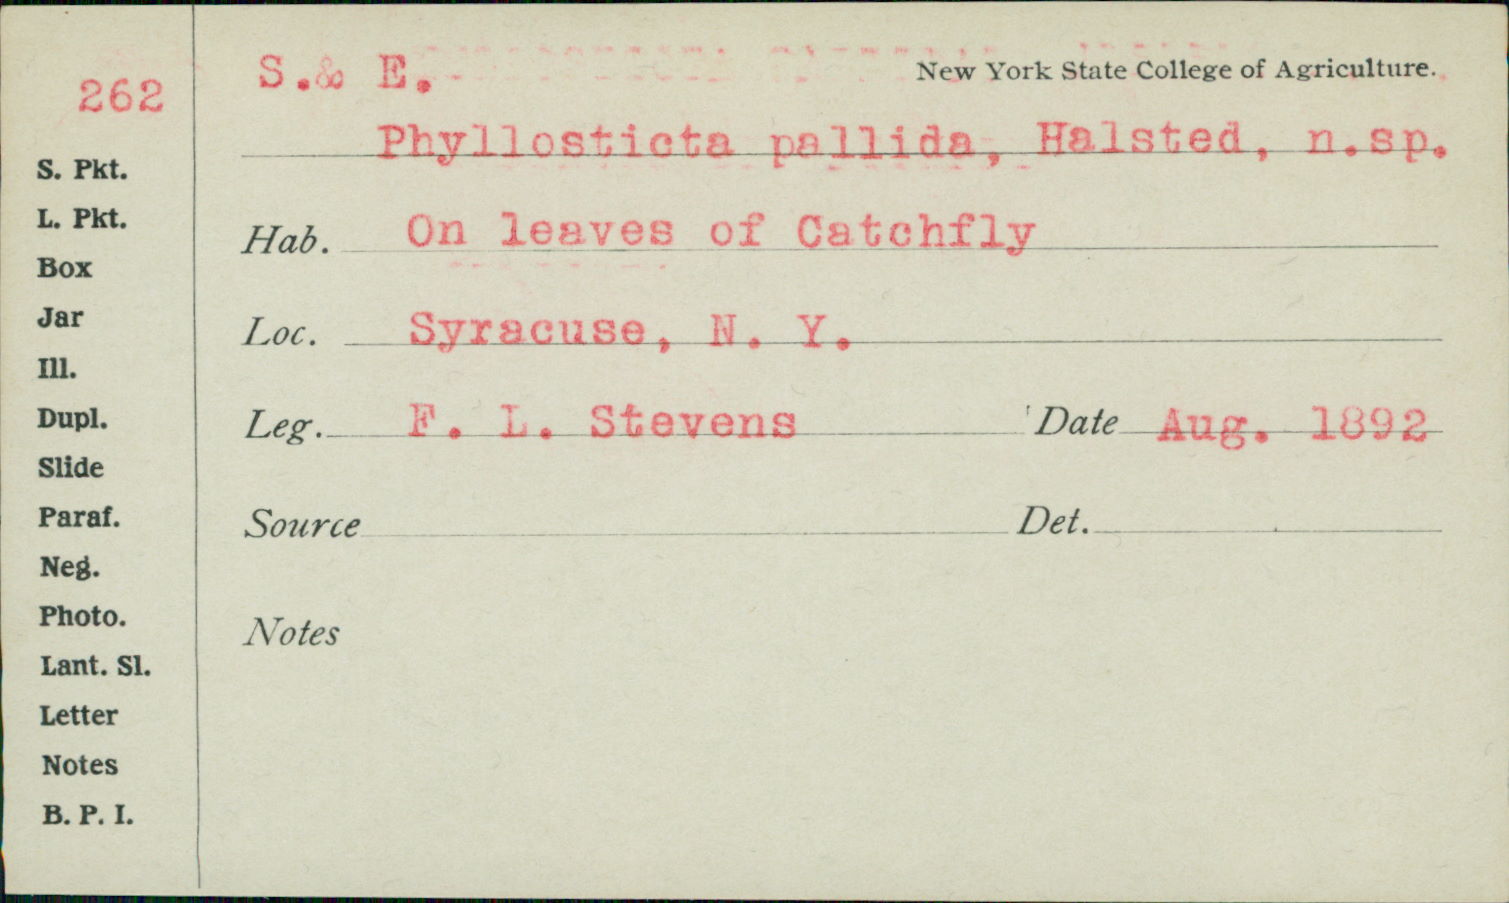 262
S. Pkt.
L. Pkt.
Box
Jar
Ill.
Dupl.
Slide
Paraf.
Neg.
Photo.
Lant. Sl.
Letter
Notes
B. P. I.
S.& E.
New York State College of Agriculture.
Phyllosticta pallida, Halsted, n.sp.
Hab. On leaves of Catchfly
Loc. Syracuse, N. Y.
Leg. F. L. Stevens Date Aug. 1892
Source Det.
Notes